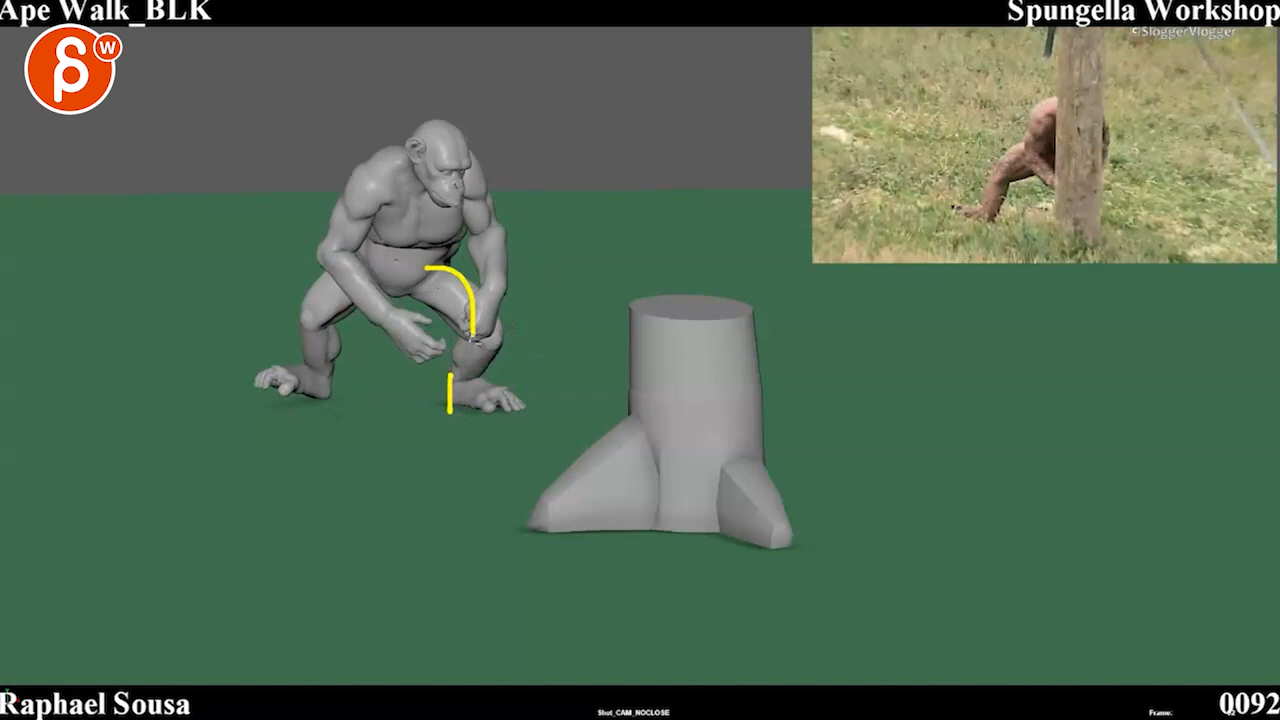 Ape Walk_BLK
Spungella Workshop
W
©SloggerVlogger
Raphael Sousa
Shot_CAM_NOCLOSE
Frame:
0092